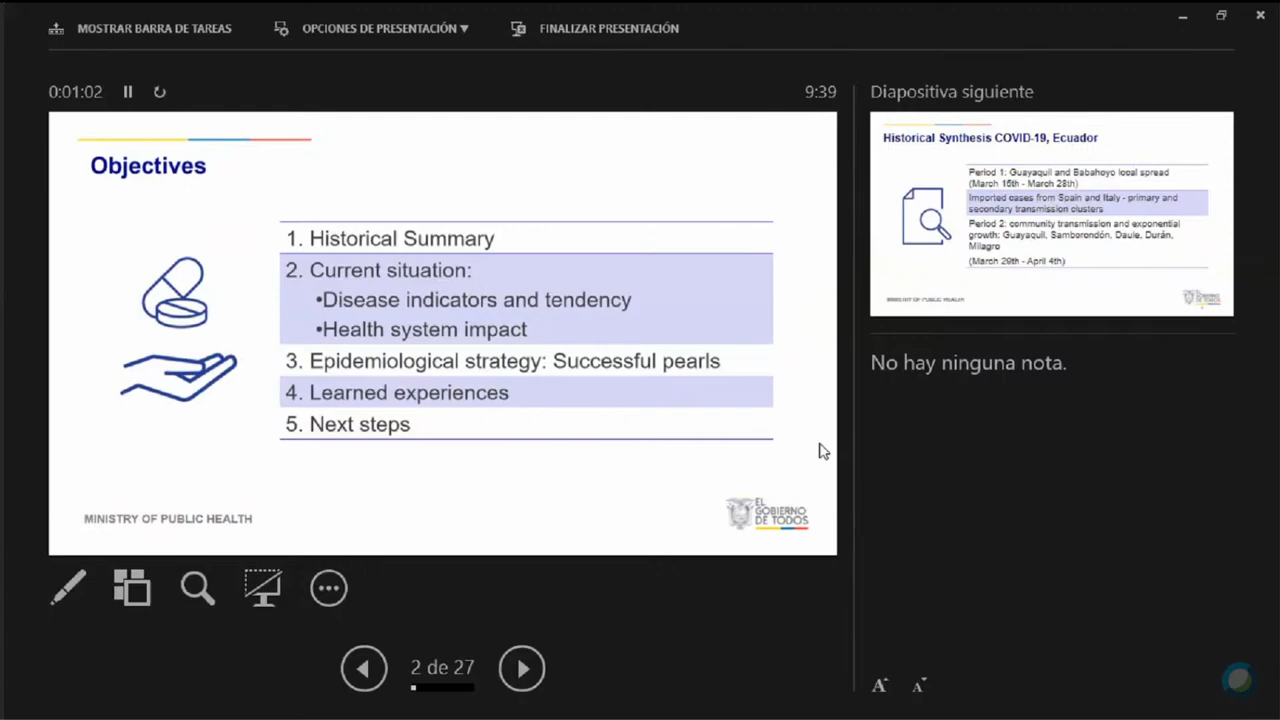 MOSTRAR BARRA DE TAREAS
OPCIONES DE PRESENTACIÓN ▼
FINALIZAR PRESENTACIÓN
0:01:02
9:39
Objectives
1. Historical Summary
2. Current situation:
•Disease indicators and tendency
•Health system impact
3. Epidemiological strategy: Successful pearls
4. Learned experiences
5. Next steps
MINISTRY OF PUBLIC HEALTH
EL
GOBIERNO
DE TODOS
2 de 27
Diapositiva siguiente
Historical Synthesis COVID-19, Ecuador
Period 1: Guayaquil and Babahoyo local spread
(March 15th - March 28th)
Imported cases from Spain and Italy - primary and
secondary transmission clusters
Period 2: community transmission and exponential
growth: Guayaquil, Samborondón, Daule, Durán,
Milagro
(March 29th - April 4th)
MINISTRY OF PUBLIC HEALTH
No hay ninguna nota.
A A